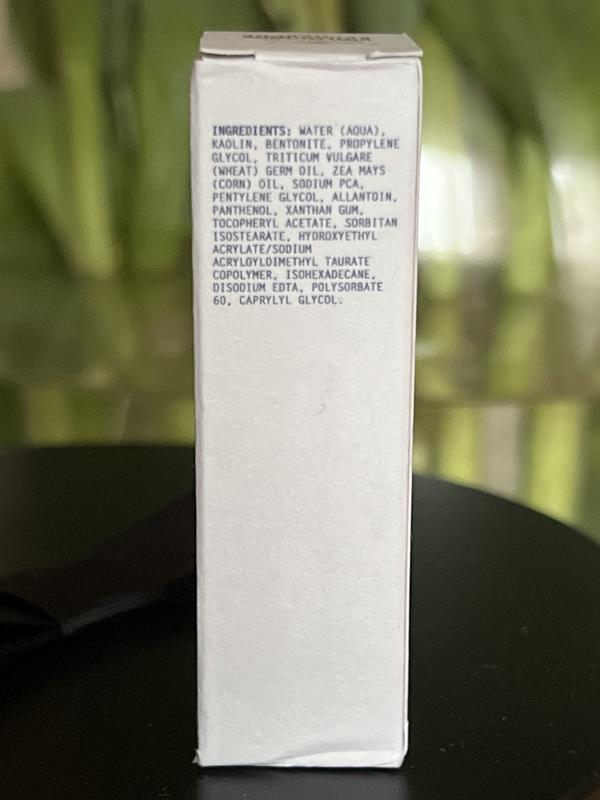 INGREDIENTS: WATER (AQUA),
KAOLIN, BENTONITE, PROPYLENE
GLYCOL, TRITICUM VULGARE
(WHEAT) GERM OIL, ZEA MAYS
(CORN) OIL, SODIUM PCA,
PENTYLENE GLYCOL, ALLANTOIN,
PANTHENOL, XANTHAN GUM,
TOCOPHERYL ACETATE, SORBITAN
ISOSTEARATE, HYDROXYETHYL
ACRYLATE/SODIUM
ACRYLOYLDIMETHYL TAURATE
COPOLYMER, ISOHEXADECANE,
DISODIUM EDTA, POLYSORBATE
60, CAPRYLYL GLYCOL.